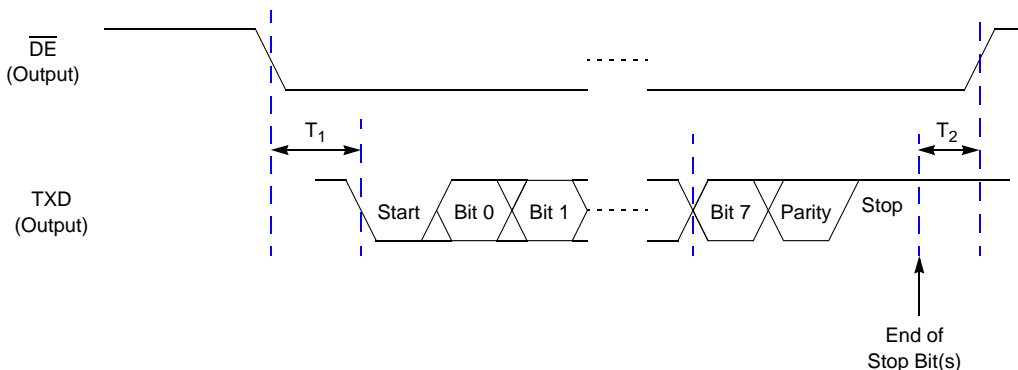 DE
(Output)
T1
T2
TXD
(Output)
Start
Bit 0
Bit 1
Bit 7
Parity
Stop
End of
Stop Bit(s)